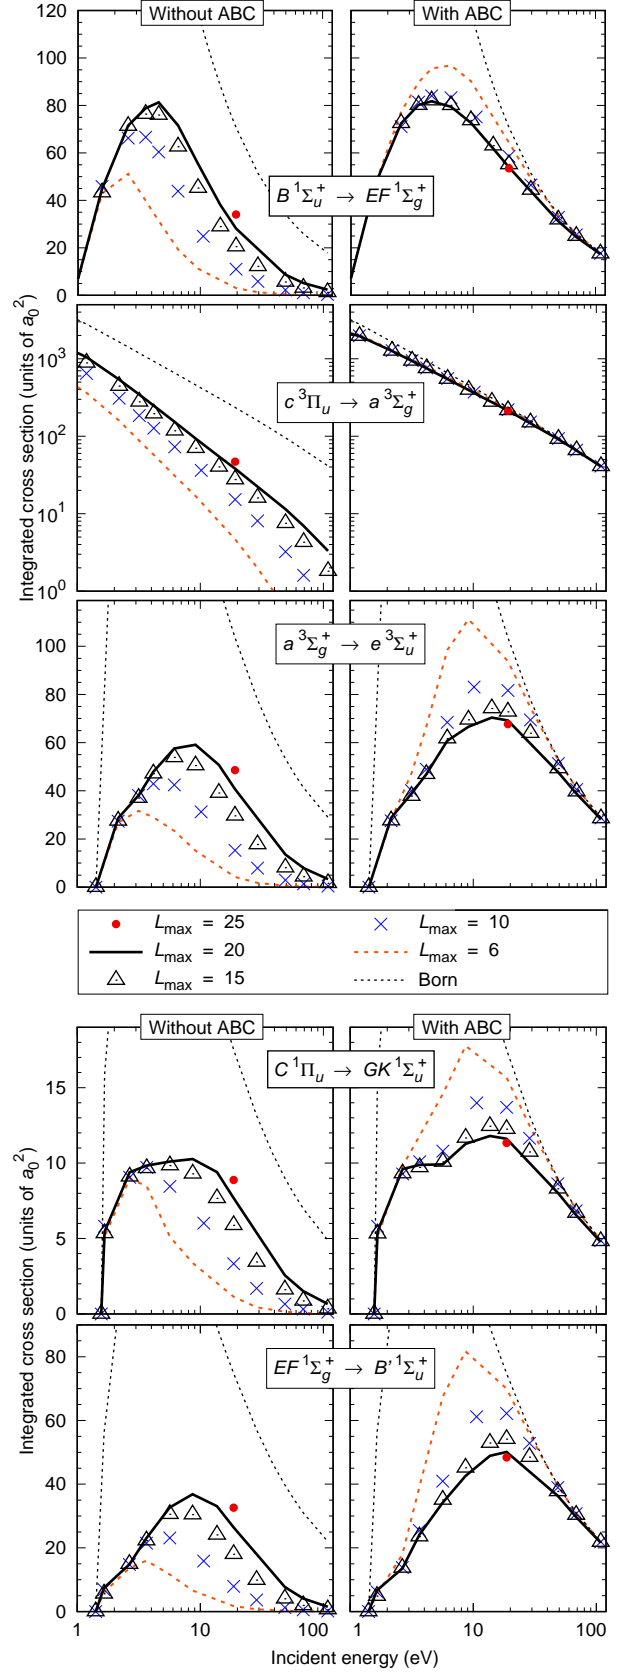 Without ABC With ABC
120
100
80
60
40
20
0
B ¹Σu⁺ → EF ¹Σg⁺
10³
10²
10¹
10⁰
c ³Πu → a ³Σg⁺
Integrated cross section (units of a₀²)
100
80
60
40
20
0
a ³Σg⁺ → e ³Σu⁺
Lmax = 25 Lmax = 10
Lmax = 20 Lmax = 6
Lmax = 15 Born
Without ABC With ABC
15
10
5
0
C ¹Πu → GK ¹Σu⁺
Integrated cross section (units of a₀²)
80
60
40
20
0
EF ¹Σg⁺ → B′ ¹Σu⁺
1 10 100 1 10 100
Incident energy (eV)